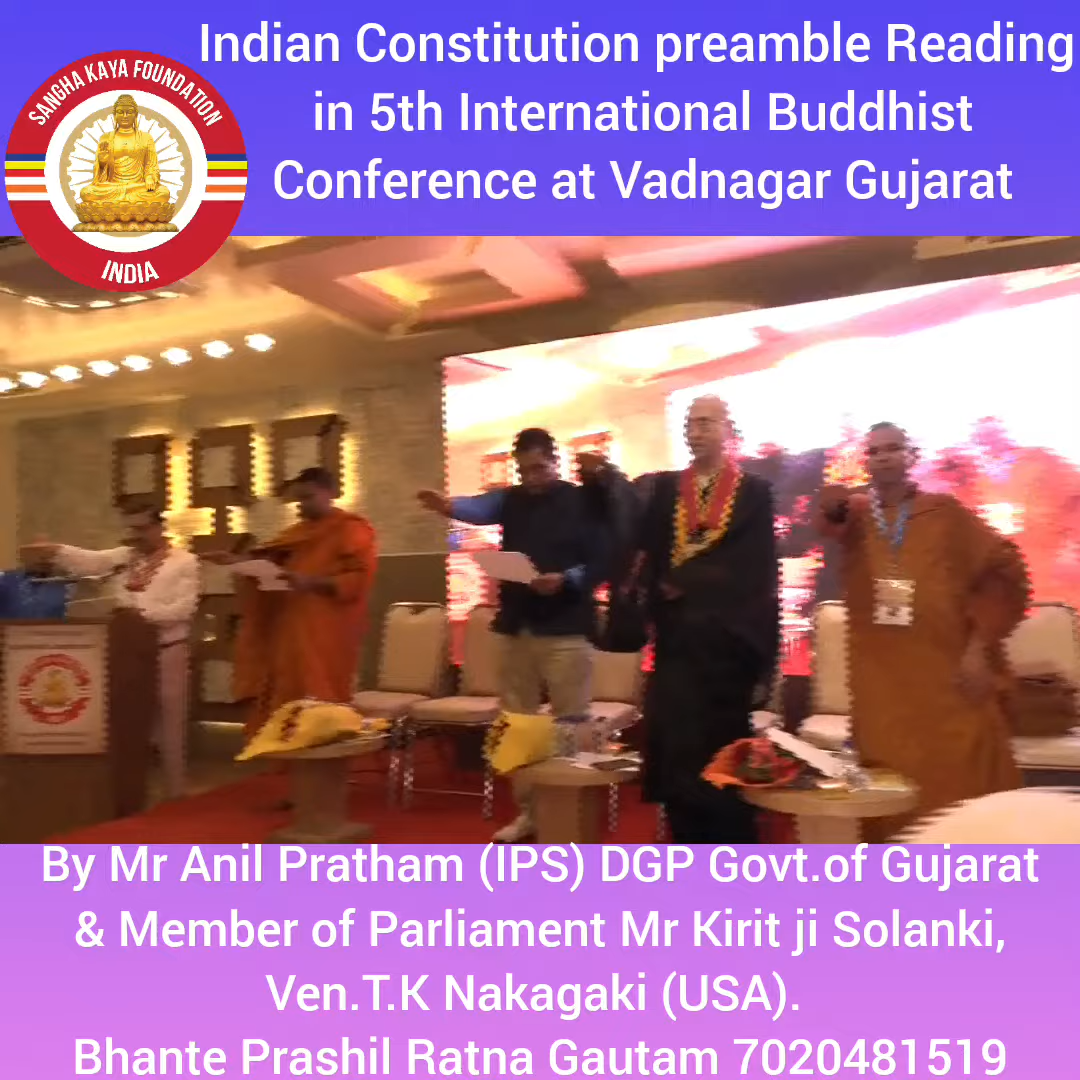 Indian Constitution preamble Reading
in 5th International Buddhist
Conference at Vadnagar Gujarat
SANGHA KAYA FOUNDATION
INDIA
By Mr Anil Pratham (IPS) DGP Govt.of Gujarat
& Member of Parliament Mr Kirit ji Solanki,
Ven.T.K Nakagaki (USA).
Bhante Prashil Ratna Gautam 7020481519